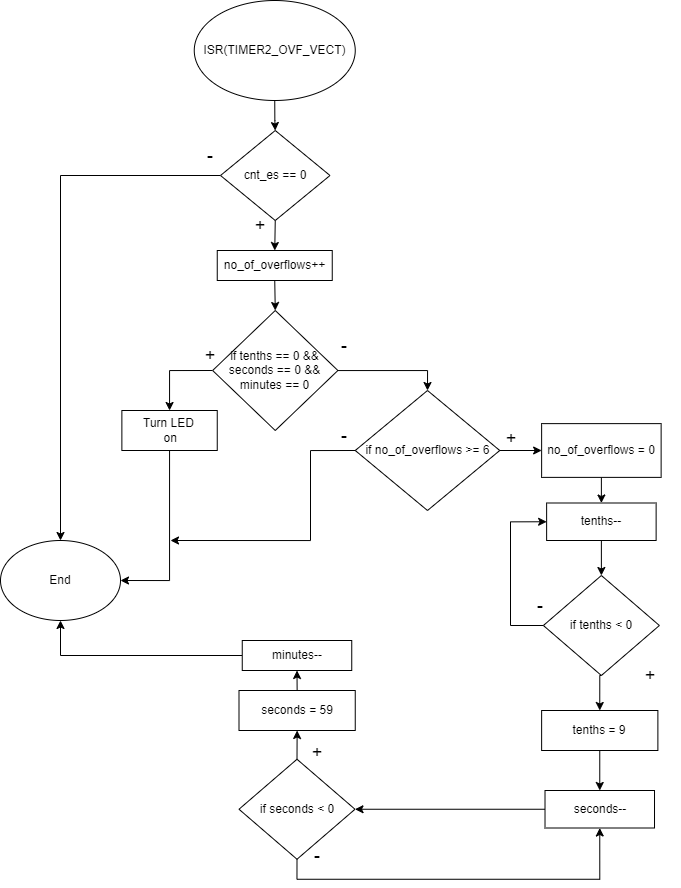 ISR(TIMER2_OVF_VECT)
-
cnt_es == 0
+
no_of_overflows++
+
if tenths == 0 &&
seconds == 0 &&
minutes == 0
-
Turn LED
on
-
if no_of_overflows >= 6
+
no_of_overflows = 0
tenths--
End
-
if tenths < 0
+
minutes--
seconds = 59
tenths = 9
+
if seconds < 0
seconds--
-